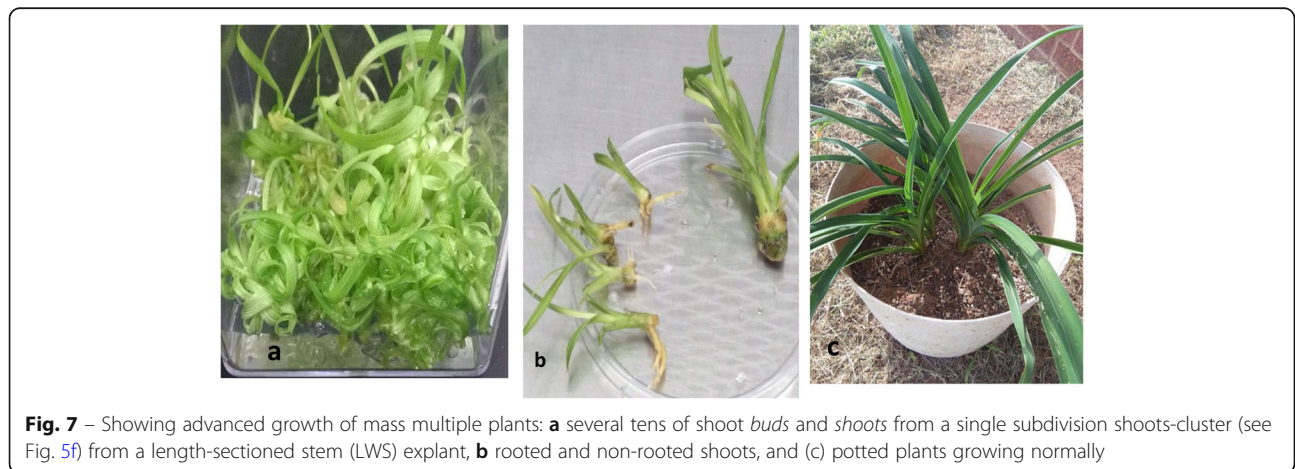 a
b
c
Fig. 7 – Showing advanced growth of mass multiple plants: a several tens of shoot buds and shoots from a single subdivision shoots-cluster (see
Fig. 5f) from a length-sectioned stem (LWS) explant, b rooted and non-rooted shoots, and (c) potted plants growing normally